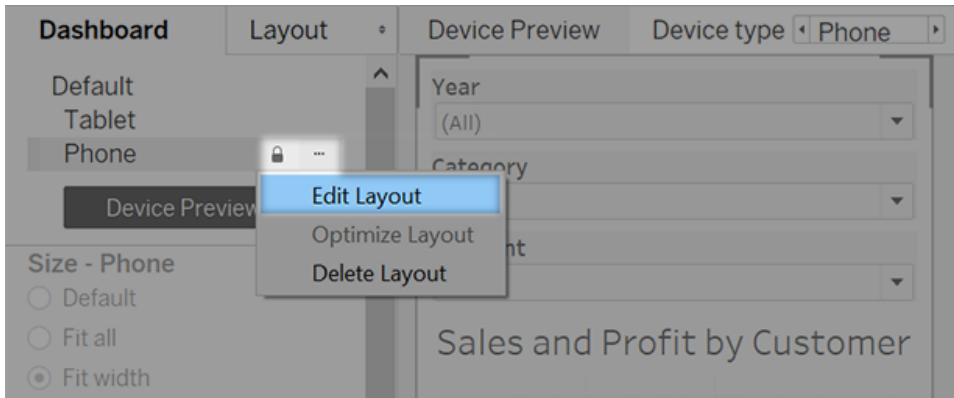 Dashboard Layout Device Preview Device type Phone
Default
Tablet
Phone ...
Device Preview
Size - Phone
Default
Fit all
Fit width
Edit Layout
Optimize Layout
Delete Layout
Year
(All)
Category
Sales and Profit by Customer